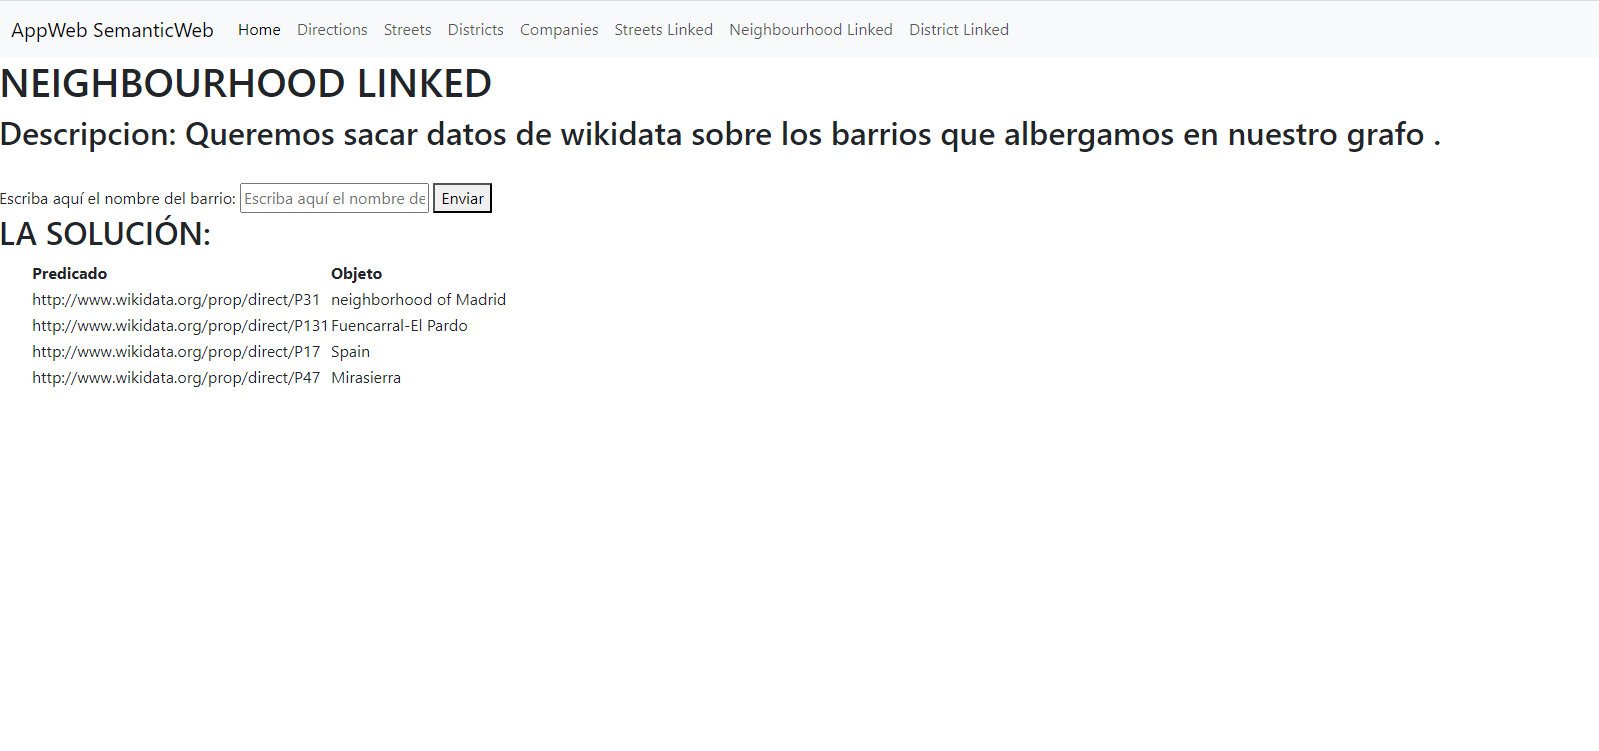 AppWeb SemanticWeb Home Directions Streets Districts Companies Streets Linked Neighbourhood Linked District Linked
NEIGHBOURHOOD LINKED
Descripcion: Queremos sacar datos de wikidata sobre los barrios que albergamos en nuestro grafo .
Escriba aquí el nombre del barrio: Escriba aquí el nombre de Enviar
LA SOLUCIÓN:
Predicado Objeto
http://www.wikidata.org/prop/direct/P31 neighborhood of Madrid
http://www.wikidata.org/prop/direct/P131 Fuencarral-El Pardo
http://www.wikidata.org/prop/direct/P17 Spain
http://www.wikidata.org/prop/direct/P47 Mirasierra